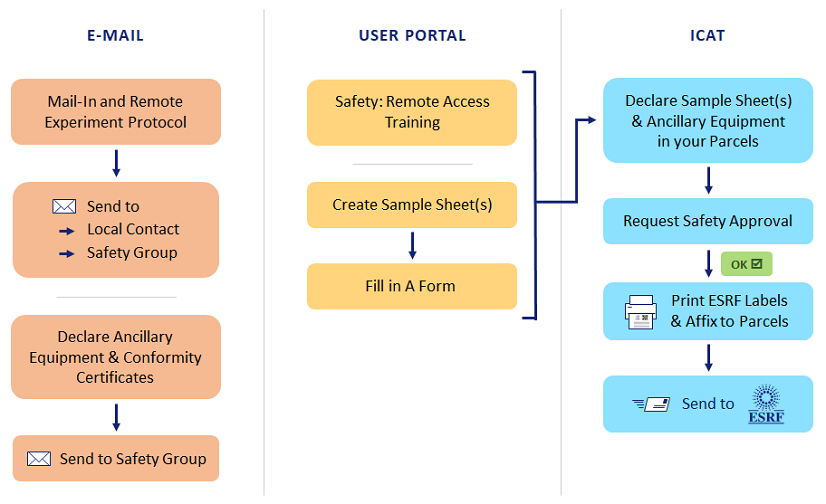 E-MAIL
Mail-In and Remote
Experiment Protocol
Send to
Local Contact
Safety Group
Declare Ancillary
Equipment & Conformity
Certificates
Send to Safety Group
USER PORTAL
Safety: Remote Access
Training
Create Sample Sheet(s)
Fill in A Form
ICAT
Declare Sample Sheet(s)
& Ancillary Equipment
in your Parcels
Request Safety Approval
OK
Print ESRF Labels
& Affix to Parcels
Send to
ESRF